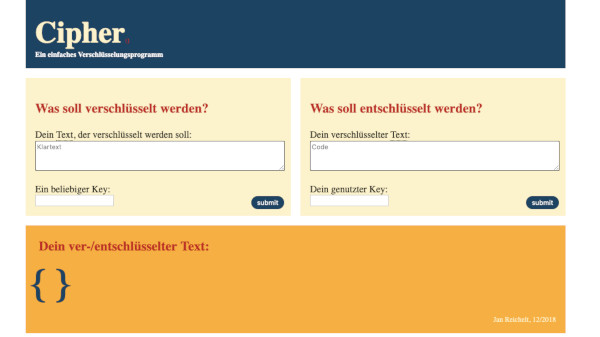 Cipher
Ein einfaches Verschlüsselungsprogramm
Was soll verschlüsselt werden?
Dein Text, der verschlüsselt werden soll:
Klartext
Ein beliebiger Key:
submit
Was soll entschlüsselt werden?
Dein verschlüsselter Text:
Code
Dein genutzter Key:
submit
Dein ver-/entschlüsselter Text:
{ }
Jan Reichelt, 12/2018